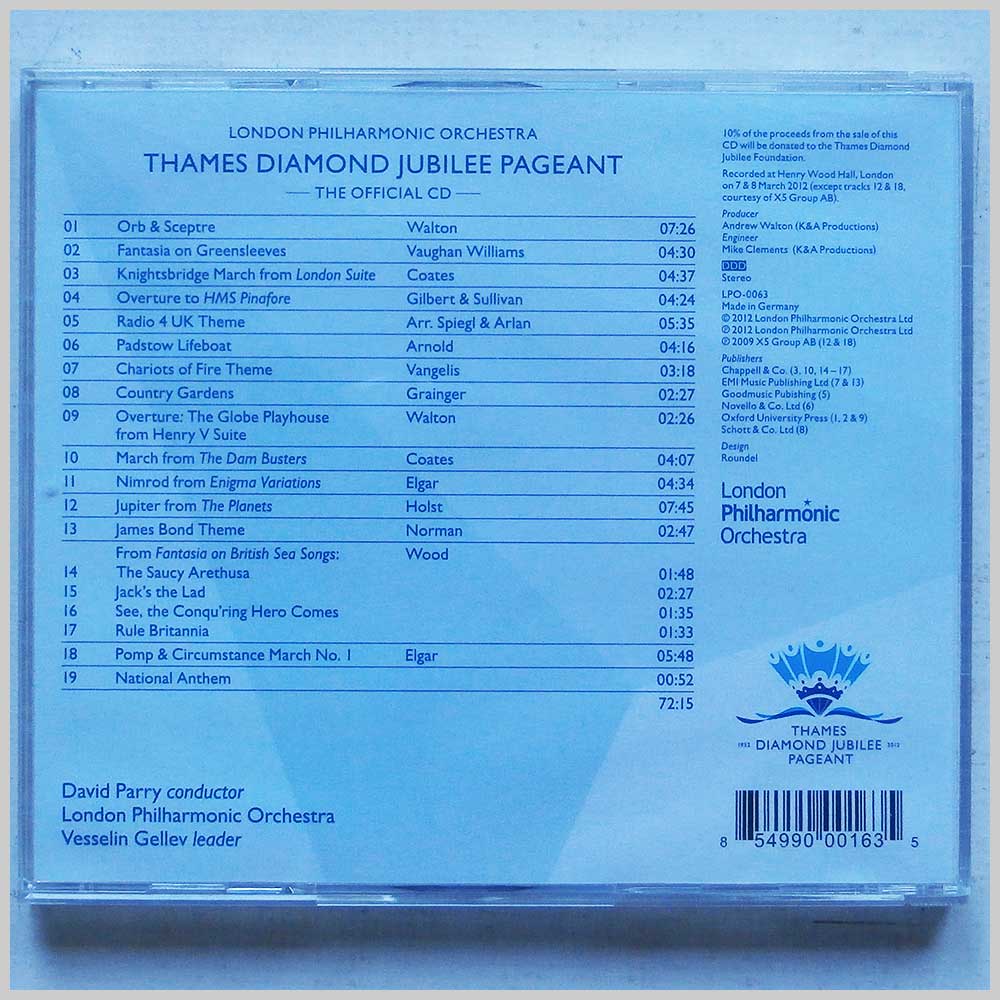 LONDON PHILHARMONIC ORCHESTRA
THAMES DIAMOND JUBILEE PAGEANT
THE OFFICIAL CD
01 Orb & Sceptre Walton 07:26
02 Fantasia on Greensleeves Vaughan Williams 04:30
03 Knightsbridge March from London Suite Coates 04:37
04 Overture to HMS Pinafore Gilbert & Sullivan 04:24
05 Radio 4 UK Theme Arr. Spiegl & Arlan 05:35
06 Padstow Lifeboat Arnold 04:16
07 Chariots of Fire Theme Vangelis 03:18
08 Country Gardens Grainger 02:27
09 Overture: The Globe Playhouse Walton 02:26
from Henry V Suite
10 March from The Dam Busters Coates 04:07
11 Nimrod from Enigma Variations Elgar 04:34
12 Jupiter from The Planets Holst 07:45
13 James Bond Theme Norman 02:47
From Fantasia on British Sea Songs: Wood
14 The Saucy Arethusa 01:48
15 Jack's the Lad 02:27
16 See, the Conqu'ring Hero Comes 01:35
17 Rule Britannia 01:33
18 Pomp & Circumstance March No. 1 Elgar 05:48
19 National Anthem 00:52
72:15
David Parry conductor
London Philharmonic Orchestra
Vesselin Gellev leader
10% of the proceeds from the sale of this
CD will be donated to the Thames Diamond
Jubilee Foundation.
Recorded at Henry Wood Hall, London
on 7 & 8 March 2012 (except tracks 12 & 18,
courtesy of X5 Group AB).
Producer
Andrew Walton (K&A Productions)
Engineer
Mike Clements (K&A Productions)
DDD
Stereo
LPO-0063
Made in Germany
© 2012 London Philharmonic Orchestra Ltd
℗ 2012 London Philharmonic Orchestra Ltd
℗ 2009 X5 Group AB (12 & 18)
Publishers
Chappell & Co. (3, 10, 14 – 17)
EMI Music Publishing Ltd (7 & 13)
Goodmusic Pubishing (5)
Novello & Co. Ltd (6)
Oxford University Press (1, 2 & 9)
Schott & Co. Ltd (8)
Design
Roundel
London
Philharmonic
Orchestra
THAMES
1952 DIAMOND JUBILEE 2012
PAGEANT
8 54990 00163 5